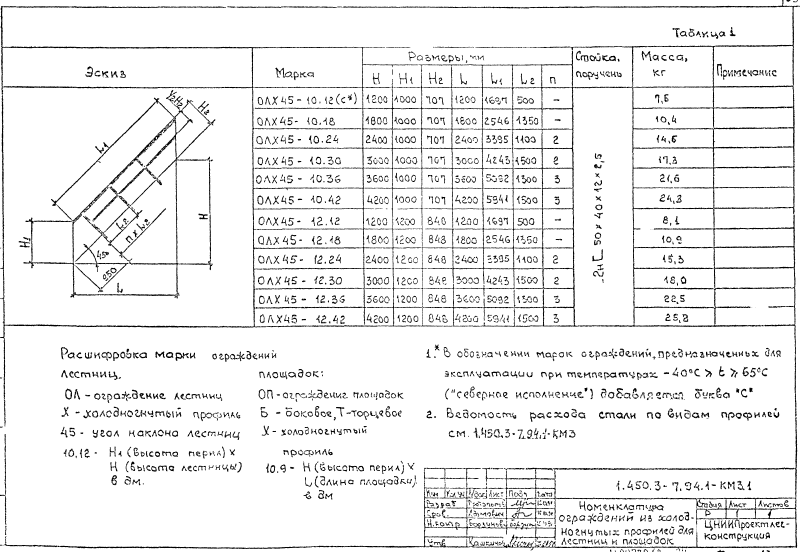 Таблица 1
Эскиз Марка Размеры, мм Стойка, поручень Масса, кг Примечание
H H1 H2 L L1 L2 n
ОЛХ45-10.12(с*) 1200 1000 707 1200 1697 500 - 7,5
ОЛХ45-10.18 1800 1000 707 1800 2546 1350 - 10,4
ОЛХ45-10.24 2400 1000 707 2400 3395 1100 2 14,6
ОЛХ45-10.30 3000 1000 707 3000 4243 1500 2 17,3
ОЛХ45-10.36 3600 1000 707 3600 5092 1300 3 21,6
ОЛХ45-10.42 4200 1000 707 4200 5941 1500 3 24,3
ОЛХ45-12.12 1200 1200 848 1200 1697 500 - 8,1
ОЛХ45-12.18 1800 1200 848 1800 2546 1350 - 10,9
ОЛХ45-12.24 2400 1200 848 2400 3395 1100 2 15,3
ОЛХ45-12.30 3000 1200 848 3000 4243 1500 2 18,0
ОЛХ45-12.36 3600 1200 848 3600 5092 1300 3 22,5
ОЛХ45-12.42 4200 1200 848 4200 5941 1500 3 25,2
2н[ 50×40×12×2,5
½H2
H2
L1
H
H1
L2
n×L2
45
250
L
Расшифровка марки ограждений
лестниц.
ОЛ - ограждение лестниц
Х - холодногнутый профиль
45 - угол наклона лестниц
10.12 - H1 (высота перил) ×
H (высота лестницы)
в дм.
площадок:
ОП - ограждение площадок
Б - боковое, Т - торцевое
Х - холодногнутый
профиль
10.9 - H (высота перил) ×
L (длина площадки)
в дм
1.* В обозначении марок ограждений, предназначенных для
эксплуатации при температурах -40°С ⩾ t ⩾ 65°С
("северное исполнение") добавляется буква "С"
2. Ведомость расхода стали по видам профилей
см. 1.450.3-7.94.1-КМ3
1.450.3-7.94.1-КМ3.1
Номенклатура
ограждений из холод-
ногнутых профилей для
лестниц и площадок
Стадия Лист Листов
Р 1 1
ЦНИИПроектлег-
конструкция
Изм Кол.уч Лист Подп Дата
Разраб
Пров.
Н.контр
Утв